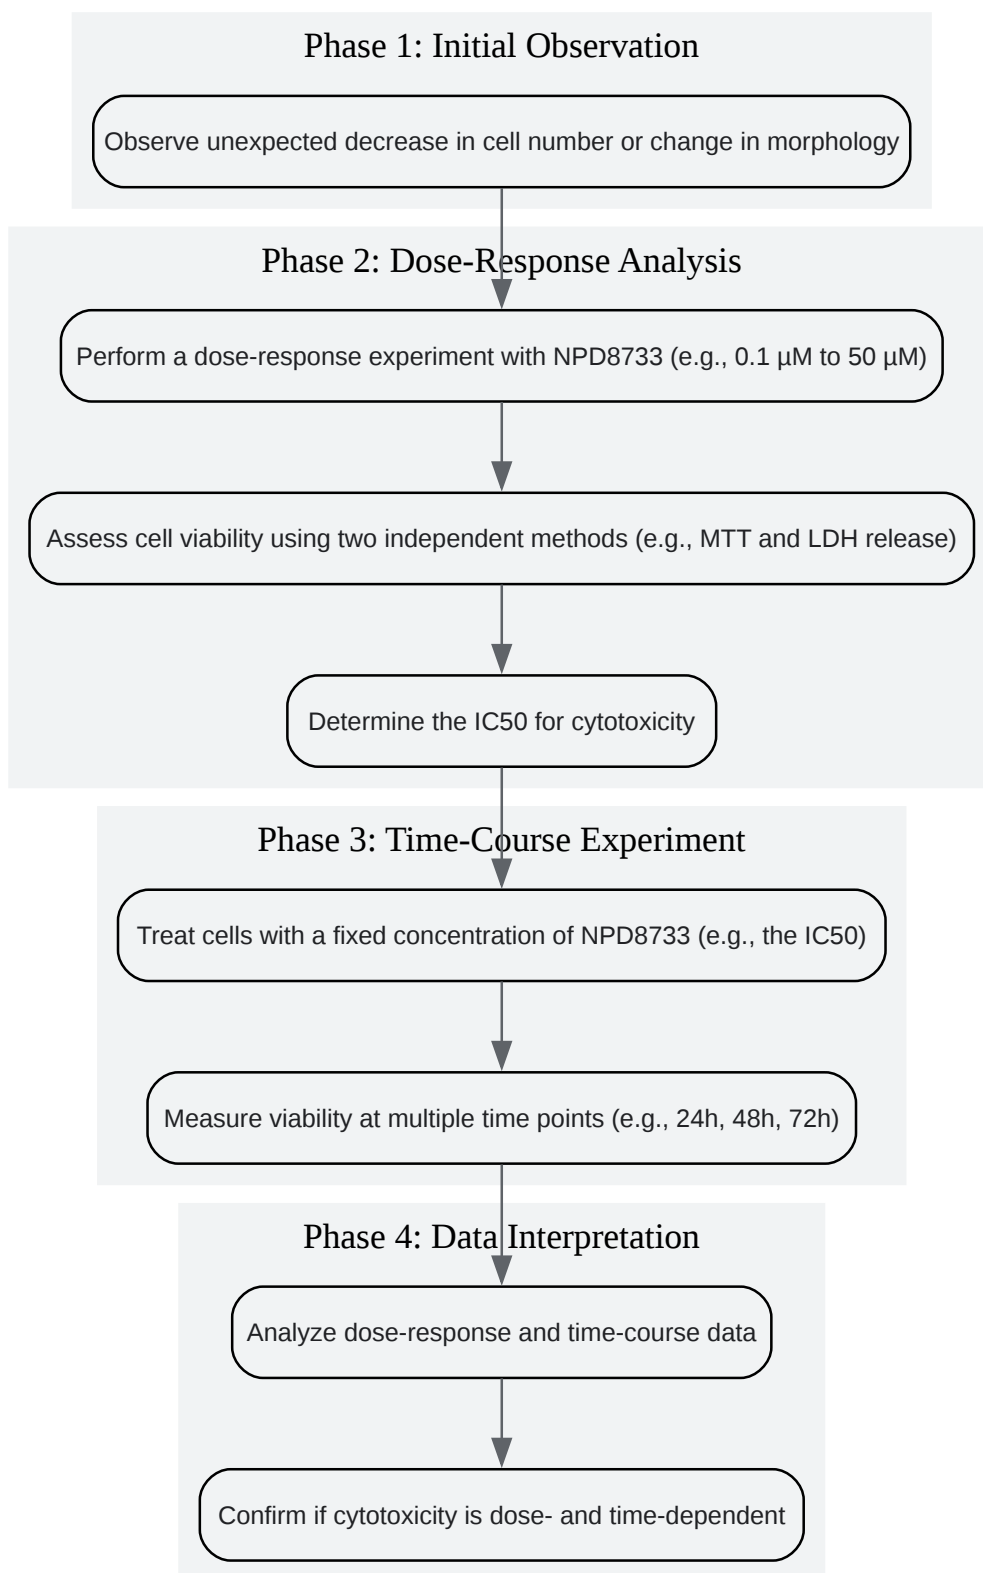 Phase 1: Initial Observation
Observe unexpected decrease in cell number or change in morphology
Phase 2: Dose-Response Analysis
Perform a dose-response experiment with NPD8733 (e.g., 0.1 µM to 50 µM)
Assess cell viability using two independent methods (e.g., MTT and LDH release)
Determine the IC50 for cytotoxicity
Phase 3: Time-Course Experiment
Treat cells with a fixed concentration of NPD8733 (e.g., the IC50)
Measure viability at multiple time points (e.g., 24h, 48h, 72h)
Phase 4: Data Interpretation
Analyze dose-response and time-course data
Confirm if cytotoxicity is dose- and time-dependent